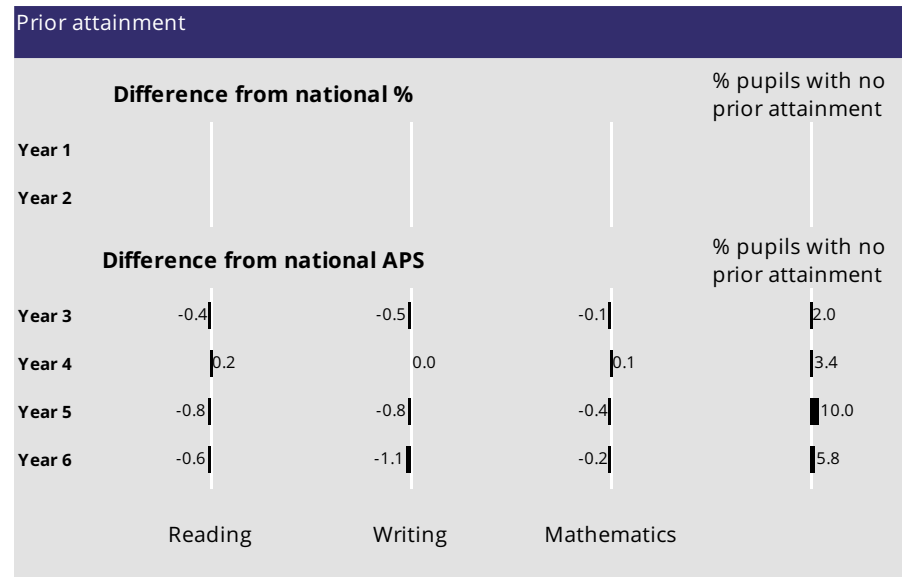 Prior attainment
Difference from national %
% pupils with no
prior attainment
Year 1
Year 2
Difference from national APS
% pupils with no
prior attainment
Year 3 -0.4 -0.5 -0.1 2.0
Year 4 0.2 0.0 0.1 3.4
Year 5 -0.8 -0.8 -0.4 10.0
Year 6 -0.6 -1.1 -0.2 5.8
Reading Writing Mathematics